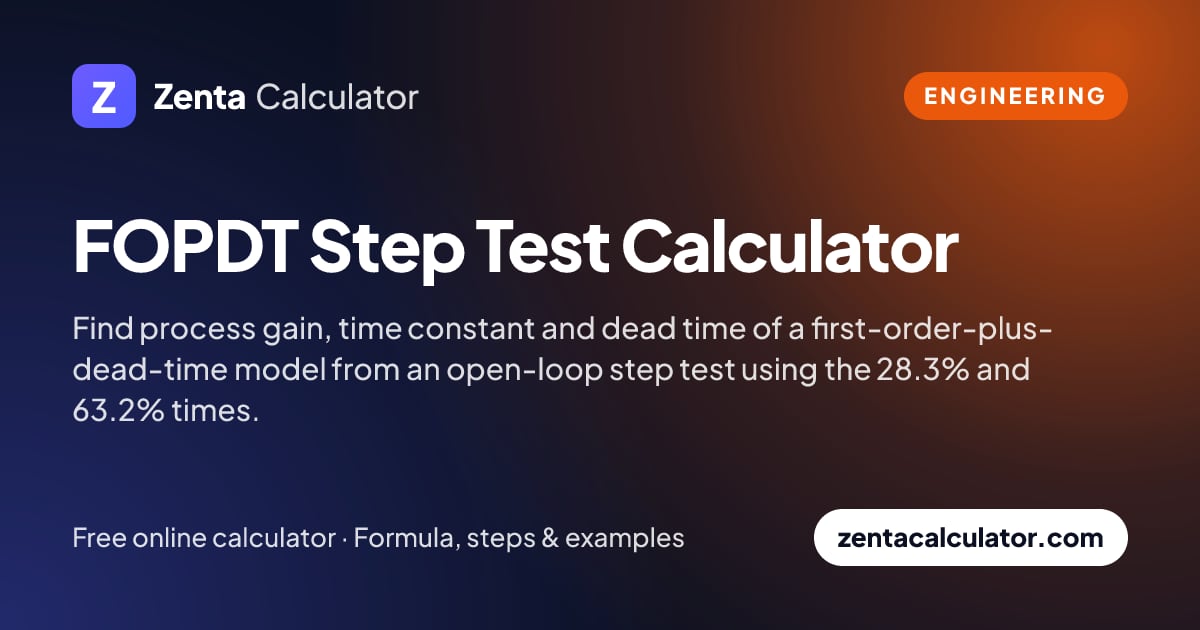 Z
Zenta Calculator
ENGINEERING
FOPDT Step Test Calculator
Find process gain, time constant and dead time of a first-order-plus-
dead-time model from an open-loop step test using the 28.3% and
63.2% times.
Free online calculator · Formula, steps & examples
zentacalculator.com